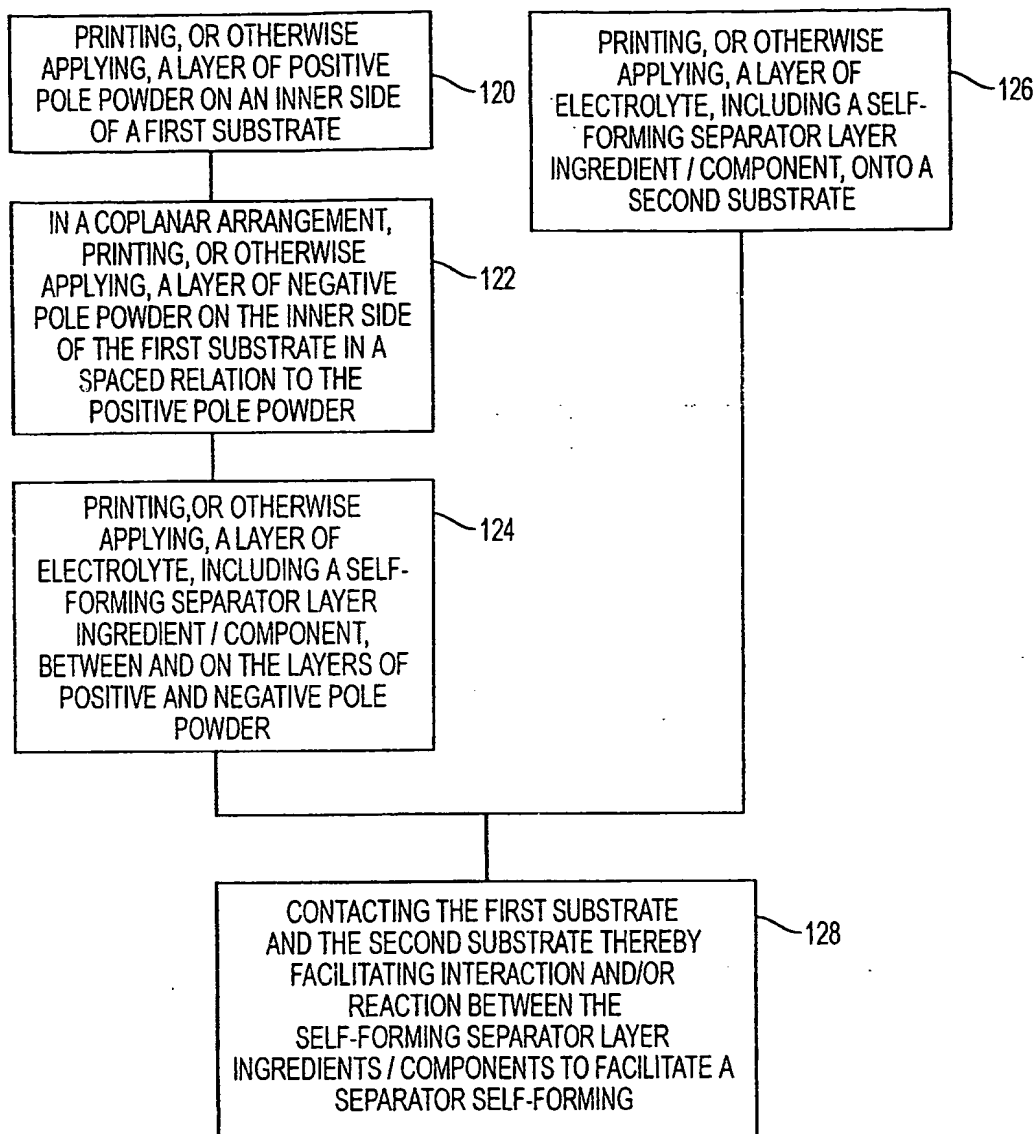 PRINTING, OR OTHERWISE
APPLYING, A LAYER OF POSITIVE
POLE POWDER ON AN INNER SIDE
OF A FIRST SUBSTRATE
120
IN A COPLANAR ARRANGEMENT,
PRINTING, OR OTHERWISE
APPLYING, A LAYER OF NEGATIVE
POLE POWDER ON THE INNER SIDE
OF THE FIRST SUBSTRATE IN A
SPACED RELATION TO THE
POSITIVE POLE POWDER
122
PRINTING,OR OTHERWISE
APPLYING, A LAYER OF
ELECTROLYTE, INCLUDING A SELF-
FORMING SEPARATOR LAYER
INGREDIENT / COMPONENT,
BETWEEN AND ON THE LAYERS OF
POSITIVE AND NEGATIVE POLE
POWDER
124
PRINTING, OR OTHERWISE
APPLYING, A LAYER OF
ELECTROLYTE, INCLUDING A SELF-
FORMING SEPARATOR LAYER
INGREDIENT / COMPONENT, ONTO A
SECOND SUBSTRATE
126
CONTACTING THE FIRST SUBSTRATE
AND THE SECOND SUBSTRATE THEREBY
FACILITATING INTERACTION AND/OR
REACTION BETWEEN THE
SELF-FORMING SEPARATOR LAYER
INGREDIENTS / COMPONENTS TO FACILITATE A
SEPARATOR SELF-FORMING
128